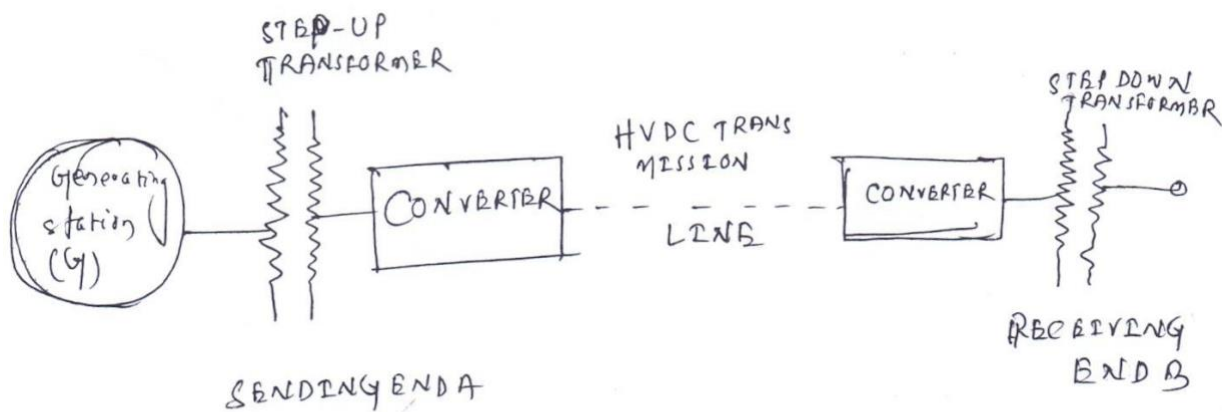 STEP-UP
TRANSFORMER
STEP DOWN
TRANSFORMER
HVDC TRANS
MISSION
LINE
Generating
station
(G)
CONVERTER
CONVERTER
RECEIVING
END B
SENDING END A